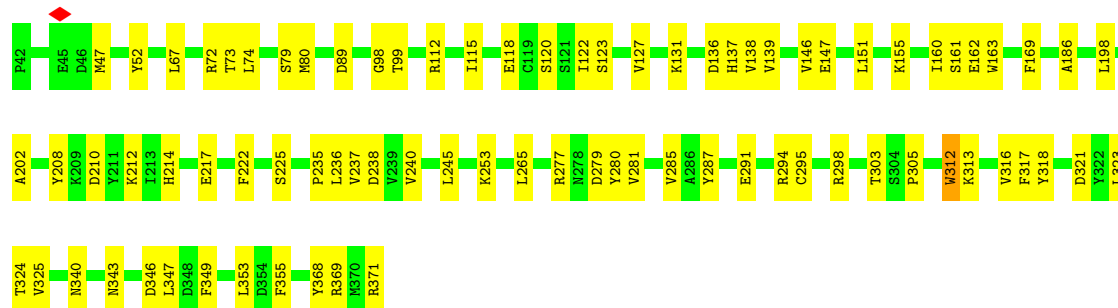 P42 E45 D46 M47 Y52 L67 R72 T73 L74 S79 M80 D89 G98 T99 R112 I115 E118 C119 S120 S121 I122 S123 V127 K131 D136 H137 V138 V139 V146 E147 L151 K155 I160 S161 E162 W163 F169 A186 L198
A202 Y208 K209 D210 Y211 K212 I213 H214 E217 F222 S225 P235 L236 V237 D238 V239 V240 L245 K253 L265 R277 N278 D279 Y280 V281 V285 A286 Y287 E291 R294 C295 R298 T303 S304 P305 W312 K313 V316 F317 Y318 D321 Y322 L323
T324 V325 N340 N343 D346 L347 D348 F349 L353 D354 F355 Y368 R369 M370 R371